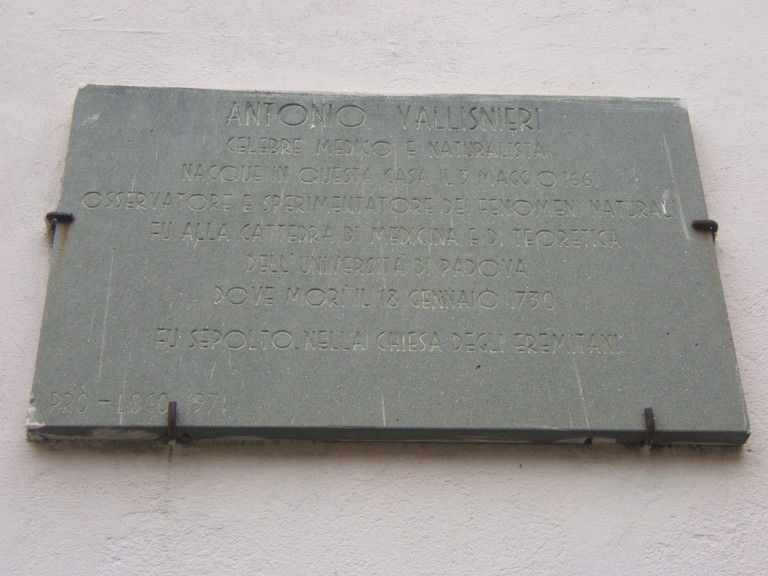 ANTONIO VALLISNIERI
CELEBRE MEDICO E NATURALISTA
NACQUE IN QUESTA CASA IL 3 MAGGIO 166
OSSERVATORE E SPERIMENTATORE DEI FENOMENI NATURALI
FU ALLA CATTEDRA DI MEDICINA E DI TEORETICA
DELL'UNIVERSITÀ DI PADOVA
DOVE MORÌ IL 18 GENNAIO 1730
FU SEPOLTO NELLA CHIESA DEGLI EREMITANI
PRO-LOCO 1971